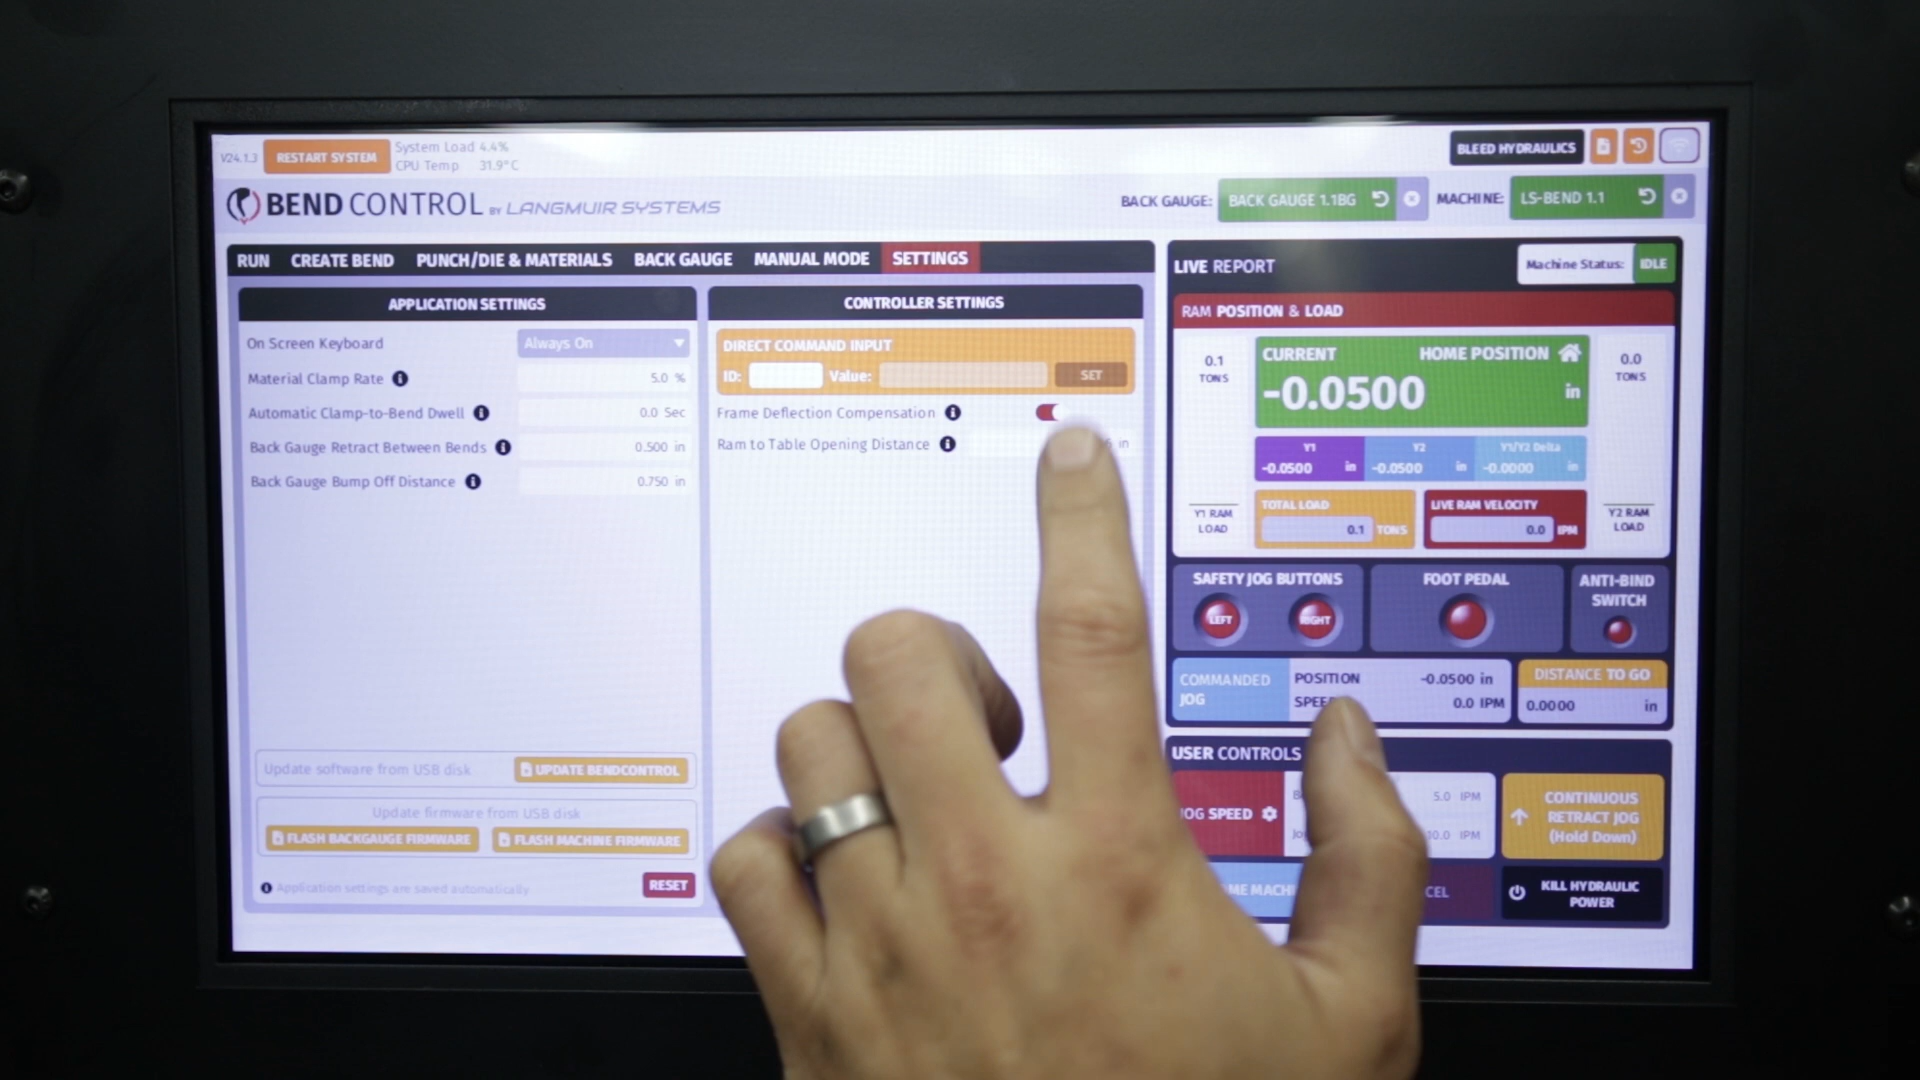 V24.1.3
RESTART SYSTEM
System Load 4.4%
CPU Temp 31.9°C
BLEED HYDRAULICS
BEND CONTROL BY LANGMUIR SYSTEMS
BACK GAUGE: BACK GAUGE 1.1BG
MACHINE: LS-BEND 1.1
RUN CREATE BEND PUNCH/DIE & MATERIALS BACK GAUGE MANUAL MODE SETTINGS
APPLICATION SETTINGS
On Screen Keyboard Always On
Material Clamp Rate 5.0 %
Automatic Clamp-to-Bend Dwell 0.0 Sec
Back Gauge Retract Between Bends 0.500 in
Back Gauge Bump Off Distance 0.750 in
Update software from USB disk UPDATE BENDCONTROL
Update firmware from USB disk
FLASH BACKGAUGE FIRMWARE FLASH MACHINE FIRMWARE
Application settings are saved automatically RESET
CONTROLLER SETTINGS
DIRECT COMMAND INPUT
ID: Value: SET
Frame Deflection Compensation
Ram to Table Opening Distance in
LIVE REPORT
Machine Status: IDLE
RAM POSITION & LOAD
0.1
TONS
CURRENT HOME POSITION
-0.0500 in
0.0
TONS
Y1 Y2 Y1/Y2 Delta
-0.0500 in -0.0500 in -0.0000 in
Y1 RAM
LOAD
TOTAL LOAD
0.1 TONS
LIVE RAM VELOCITY
0.0 IPM
Y2 RAM
LOAD
SAFETY JOG BUTTONS
LEFT RIGHT
FOOT PEDAL
ANTI-BIND
SWITCH
COMMANDED
JOG
POSITION -0.0500 in
0.0 IPM
DISTANCE TO GO
0.0000 in
USER CONTROLS
JOG SPEED
5.0 IPM
IPM
CONTINUOUS
RETRACT JOG
(Hold Down)
KILL HYDRAULIC
POWER